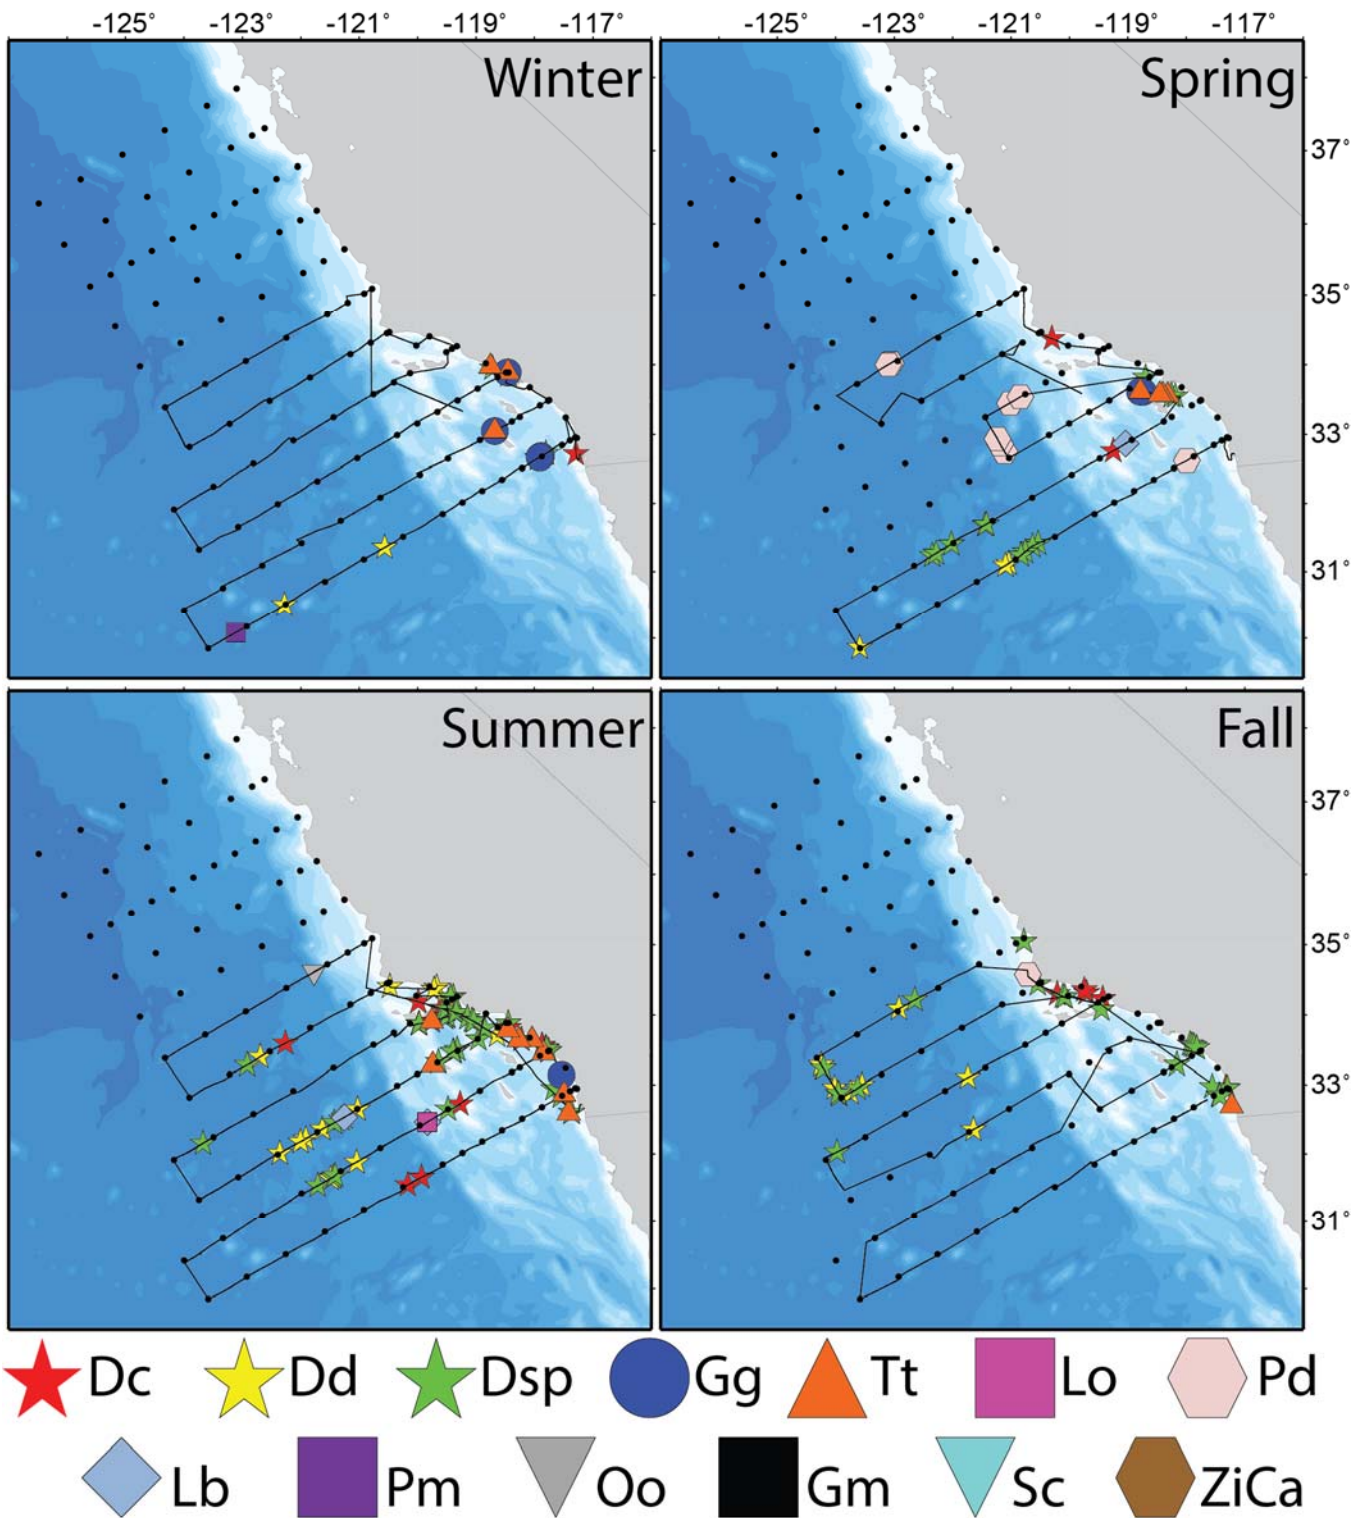 -125° -123° -121° -119° -117° -125° -123° -121° -119° -117°
Winter Spring
37°
35°
33°
31°
Summer Fall
37°
35°
33°
31°
Dc Dd Dsp Gg Tt Lo Pd
Lb Pm Oo Gm Sc ZiCa